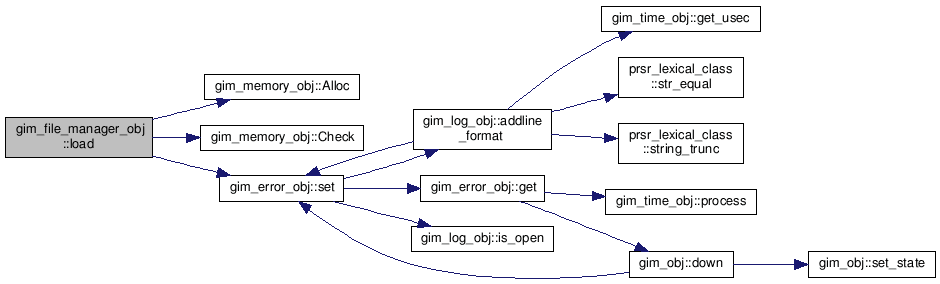 gim_time_obj::get_usec
prsr_lexical_class
::str_equal
gim_memory_obj::Alloc
gim_file_manager_obj
::load
gim_log_obj::addline
_format
gim_memory_obj::Check
prsr_lexical_class
::string_trunc
gim_error_obj::set
gim_error_obj::get
gim_time_obj::process
gim_log_obj::is_open
gim_obj::down
gim_obj::set_state